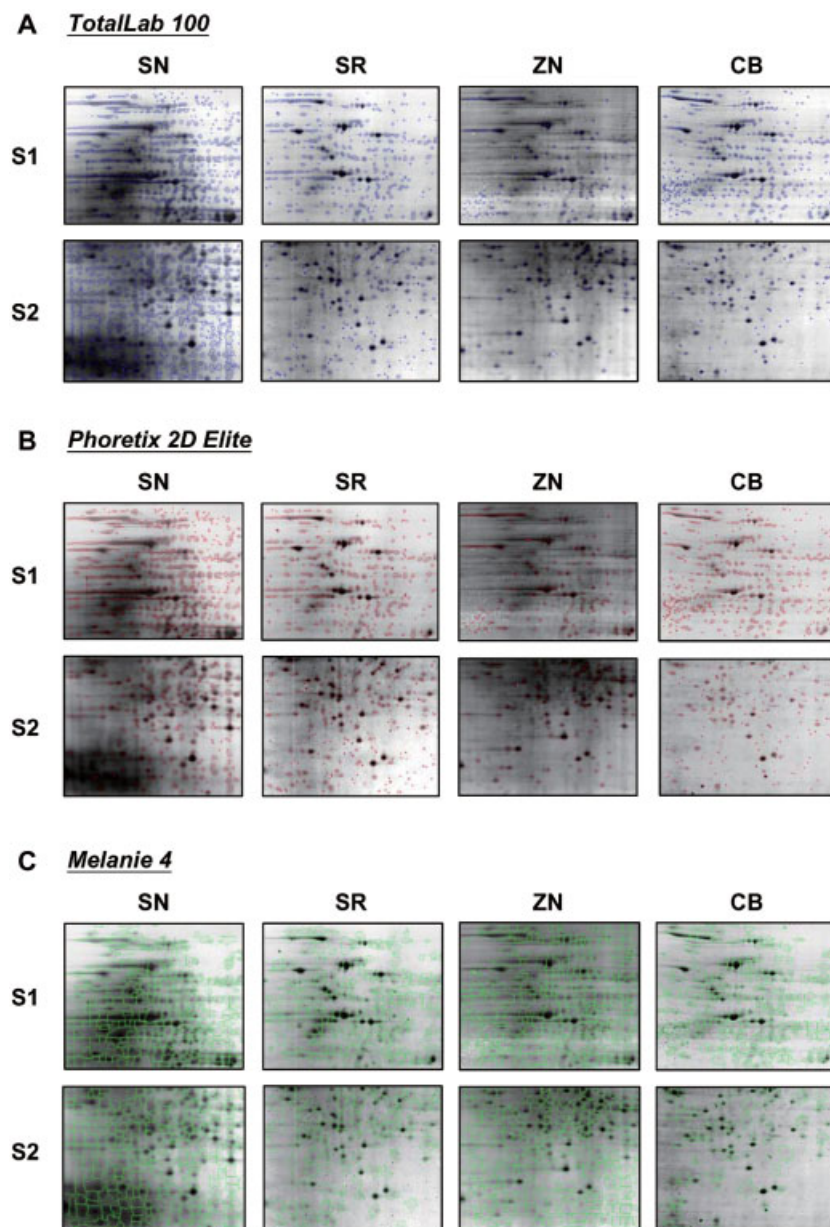 A TotalLab 100
SN SR ZN CB
S1
S2
B Phoretix 2D Elite
SN SR ZN CB
S1
S2
C Melanie 4
SN SR ZN CB
S1
S2